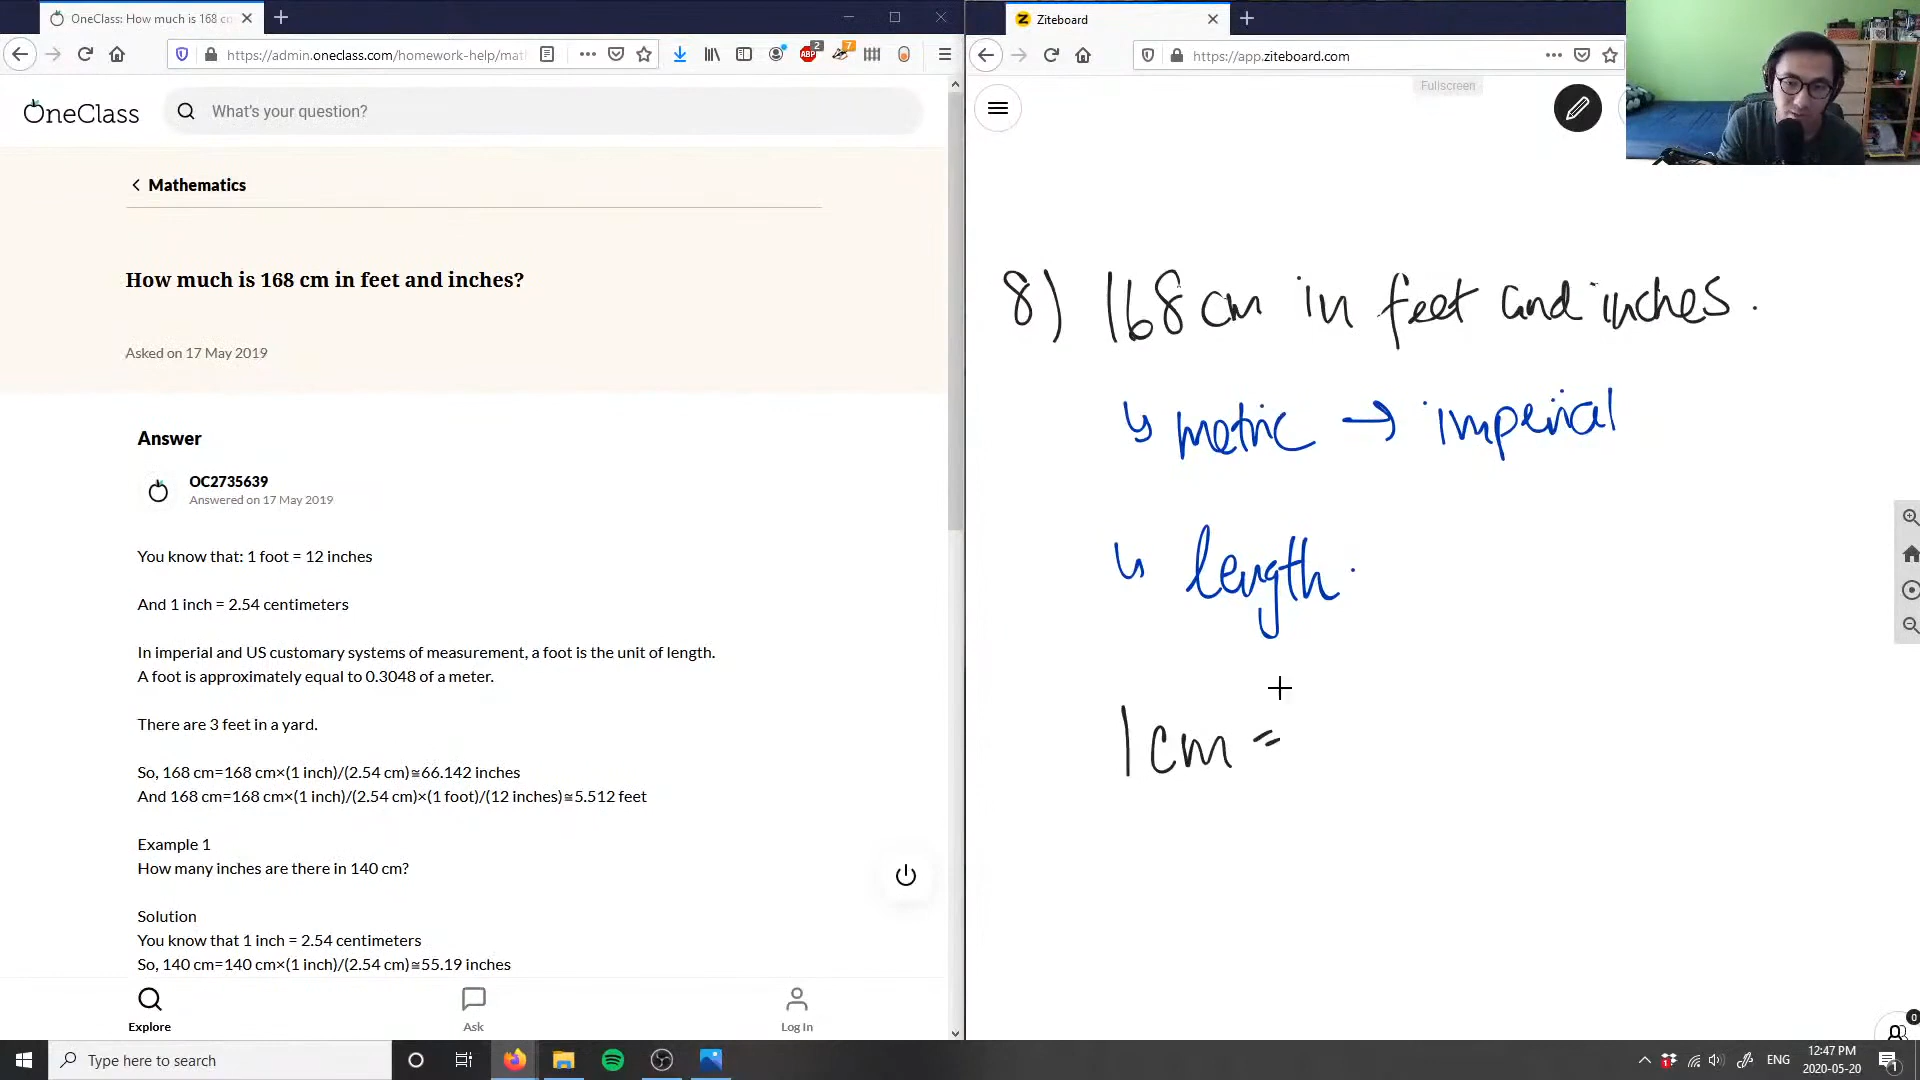 OneClass: How much is 168 c
https://admin.oneclass.com/homework-help/mat
2
7
OneClass
What's your question?
Mathematics
How much is 168 cm in feet and inches?
Asked on 17 May 2019
Answer
OC2735639
Answered on 17 May 2019
You know that: 1 foot = 12 inches
And 1 inch = 2.54 centimeters
In imperial and US customary systems of measurement, a foot is the unit of length.
A foot is approximately equal to 0.3048 of a meter.
There are 3 feet in a yard.
So, 168 cm=168 cm×(1 inch)/(2.54 cm)≅66.142 inches
And 168 cm=168 cm×(1 inch)/(2.54 cm)×(1 foot)/(12 inches)≅5.512 feet
Example 1
How many inches are there in 140 cm?
Solution
You know that 1 inch = 2.54 centimeters
So, 140 cm=140 cm×(1 inch)/(2.54 cm)≅55.19 inches
Explore
Ask
Log In
Ziteboard
https://app.ziteboard.com
Fullscreen
8) 168 cm in feet and inches.
↳ metric → imperial
↳ length.
1 cm =
0
Type here to search
ENG
12:47 PM
2020-05-20
1